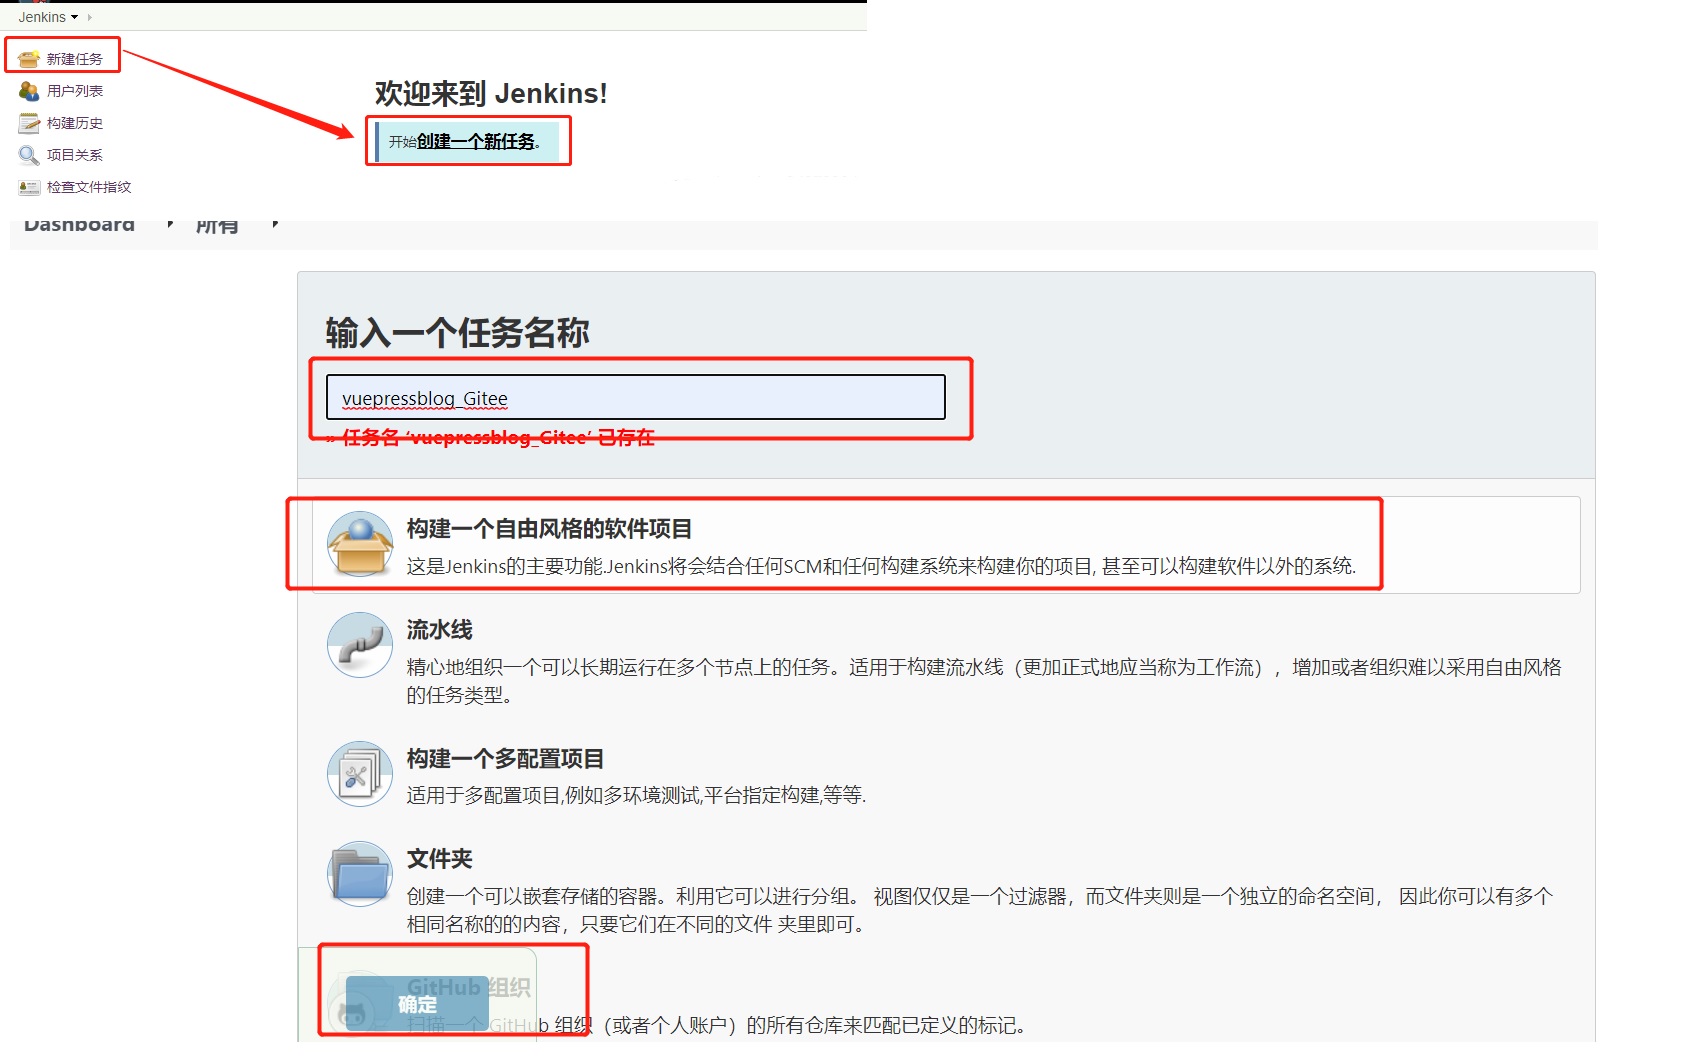 Jenkins
新建任务
用户列表
构建历史
项目关系
检查文件指纹
欢迎来到 Jenkins!
开始创建一个新任务。
Dashboard 所有
输入一个任务名称
vuepressblog_Gitee
» 任务名 ‘vuepressblog_Gitee’ 已存在
构建一个自由风格的软件项目
这是Jenkins的主要功能.Jenkins将会结合任何SCM和任何构建系统来构建你的项目, 甚至可以构建软件以外的系统.
流水线
精心地组织一个可以长期运行在多个节点上的任务。适用于构建流水线（更加正式地应当称为工作流），增加或者组织难以采用自由风格
的任务类型。
构建一个多配置项目
适用于多配置项目,例如多环境测试,平台指定构建,等等.
文件夹
创建一个可以嵌套存储的容器。利用它可以进行分组。 视图仅仅是一个过滤器，而文件夹则是一个独立的命名空间， 因此你可以有多个
相同名称的的内容，只要它们在不同的文件 夹里即可。
GitHub 组织
确定
扫描一个 GitHub 组织（或者个人账户）的所有仓库来匹配已定义的标记。